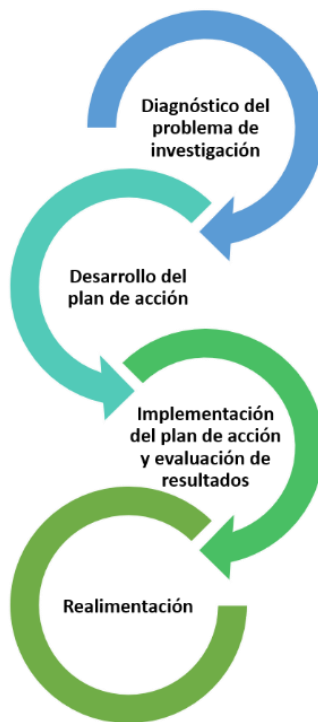 Diagnóstico del
problema de
investigación
Desarrollo del
plan de acción
Implementación
del plan de acción
y evaluación de
resultados
Realimentación